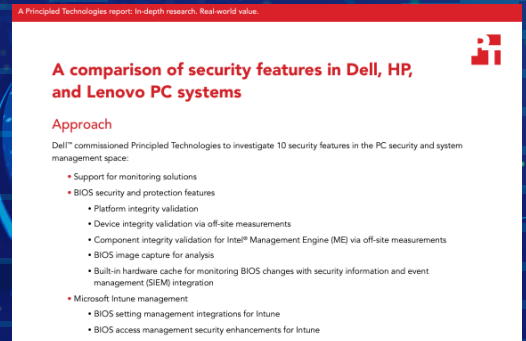 A Principled Technologies report: In-depth research. Real-world value.
PT
A comparison of security features in Dell, HP,
and Lenovo PC systems
Approach
Dell™ commissioned Principled Technologies to investigate 10 security features in the PC security and system
management space:
• Support for monitoring solutions
• BIOS security and protection features
• Platform integrity validation
• Device integrity validation via off-site measurements
• Component integrity validation for Intel® Management Engine (ME) via off-site measurements
• BIOS image capture for analysis
• Built-in hardware cache for monitoring BIOS changes with security information and event
management (SIEM) integration
• Microsoft Intune management
• BIOS setting management integrations for Intune
• BIOS access management security enhancements for Intune